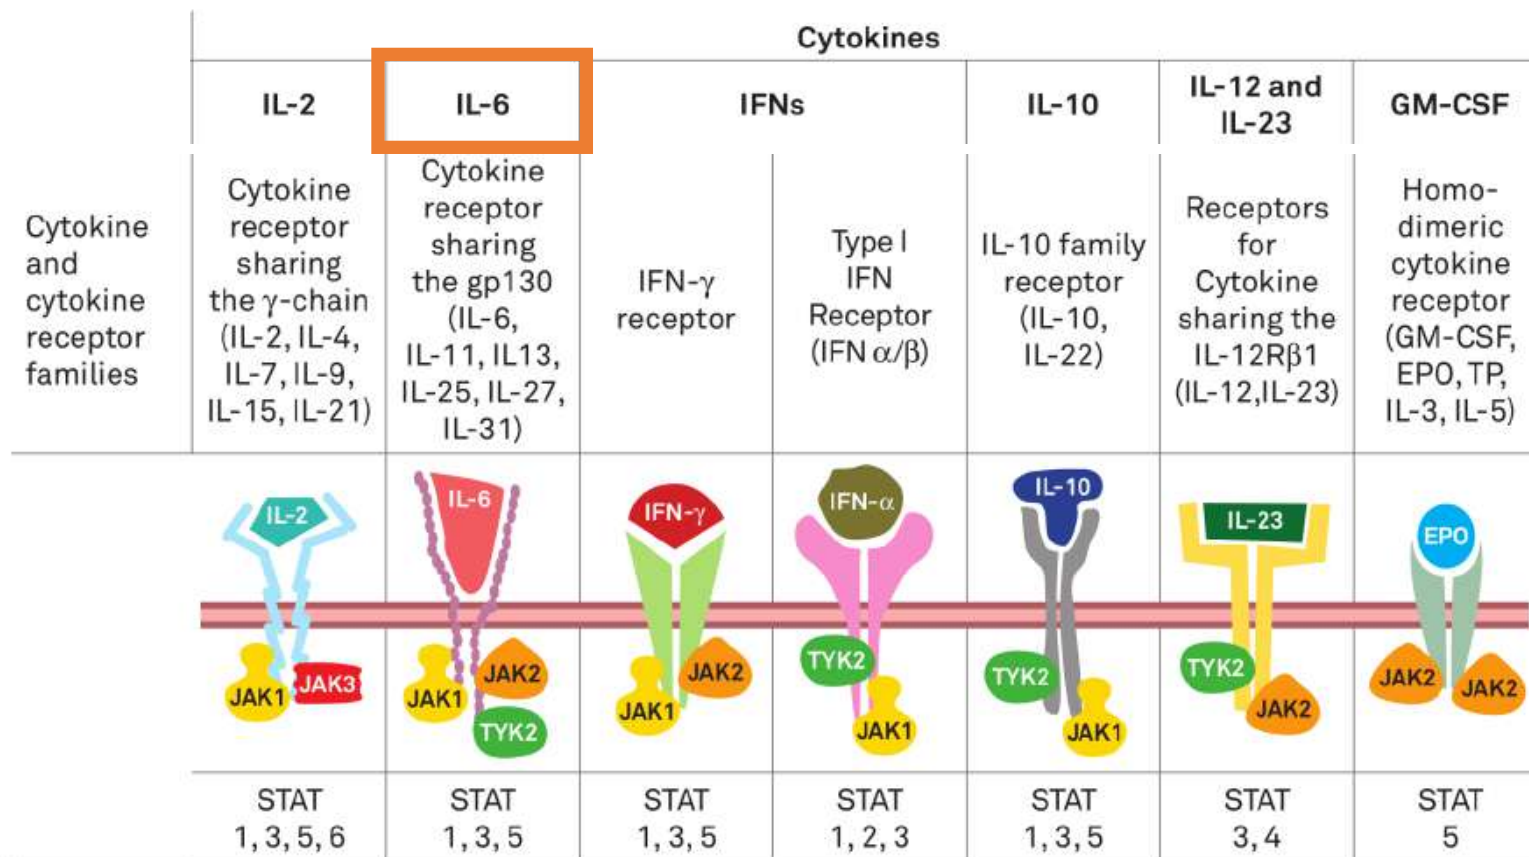 Cytokines
IL-2
IL-6
IFNs
IL-10
IL-12 and
IL-23
GM-CSF
Cytokine
and
cytokine
receptor
families
Cytokine
receptor
sharing
the γ-chain
(IL-2, IL-4,
IL-7, IL-9,
IL-15, IL-21)
Cytokine
receptor
sharing
the gp130
(IL-6,
IL-11, IL13,
IL-25, IL-27,
IL-31)
IFN-γ
receptor
Type I
IFN
Receptor
(IFN α/β)
IL-10 family
receptor
(IL-10,
IL-22)
Receptors
for
Cytokine
sharing the
IL-12Rβ1
(IL-12,IL-23)
Homo-
dimeric
cytokine
receptor
(GM-CSF,
EPO, TP,
IL-3, IL-5)
IL-2
JAK1
JAK3
IL-6
JAK1
JAK2
TYK2
IFN-γ
JAK1
JAK2
IFN-α
TYK2
JAK1
IL-10
TYK2
JAK1
IL-23
TYK2
JAK2
EPO
JAK2
JAK2
STAT
1, 3, 5, 6
STAT
1, 3, 5
STAT
1, 3, 5
STAT
1, 2, 3
STAT
1, 3, 5
STAT
3, 4
STAT
5